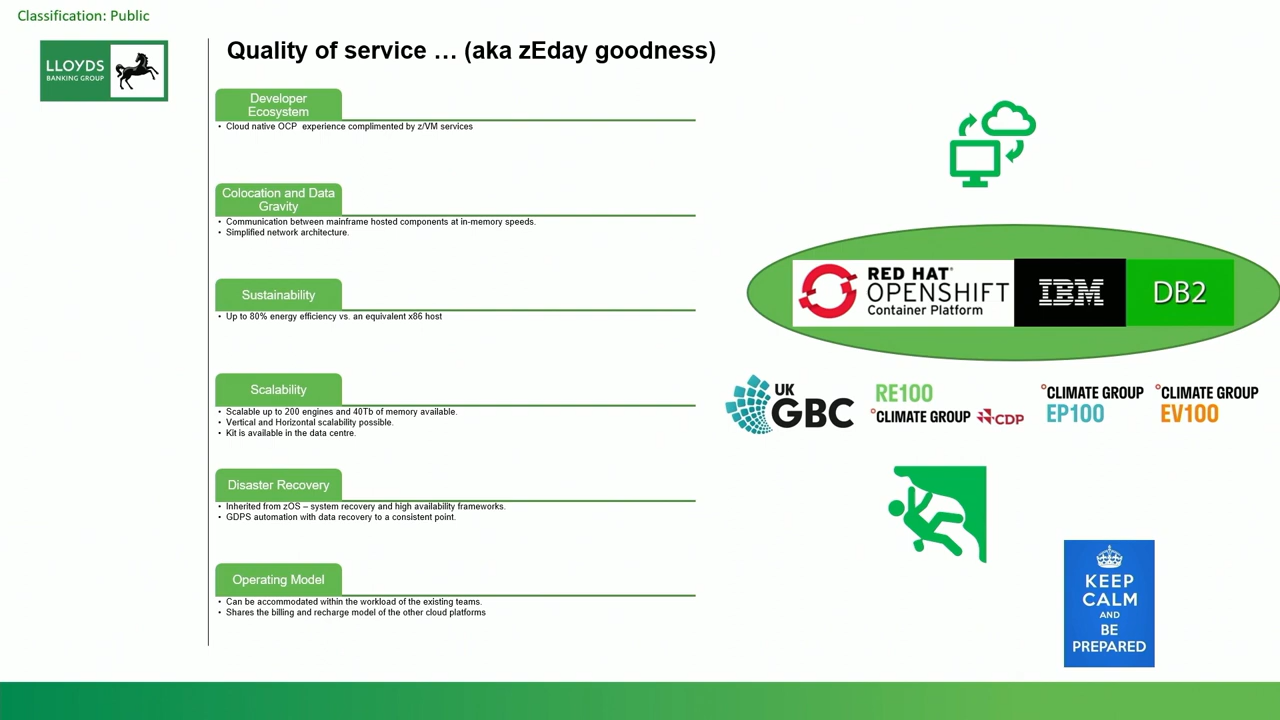 Classification: Public
LLOYDS
BANKING GROUP
Quality of service … (aka zEday goodness)
Developer
Ecosystem
• Cloud native OCP experience complimented by z/VM services
Colocation and Data
Gravity
• Communication between mainframe hosted components at in-memory speeds.
• Simplified network architecture.
Sustainability
• Up to 80% energy efficiency vs. an equivalent x86 host
Scalability
• Scalable up to 200 engines and 40Tb of memory available.
• Vertical and Horizontal scalability possible.
• Kit is available in the data centre.
Disaster Recovery
• Inherited from zOS – system recovery and high availability frameworks.
• GDPS automation with data recovery to a consistent point.
Operating Model
• Can be accommodated within the workload of the existing teams.
• Shares the billing and recharge model of the other cloud platforms
RED HAT®
OPENSHIFT
Container Platform
IBM
DB2
UK
GBC
RE100
°CLIMATE GROUP
CDP
°CLIMATE GROUP
EP100
°CLIMATE GROUP
EV100
KEEP
CALM
AND
BE
PREPARED